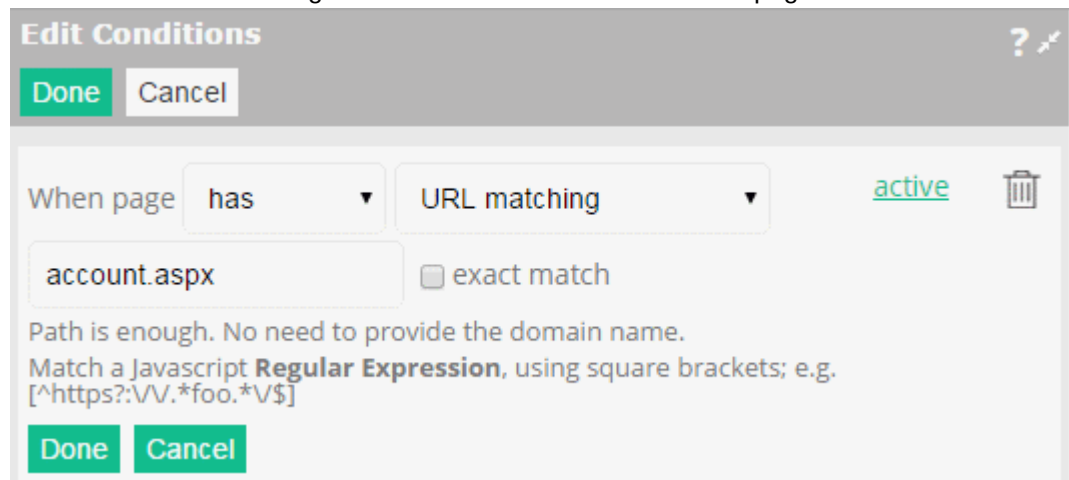 Edit Conditions ?
Done Cancel
When page has URL matching active
account.aspx exact match
Path is enough. No need to provide the domain name.
Match a Javascript Regular Expression, using square brackets; e.g.
[^https?:\/\/.*foo.*\/$]
Done Cancel